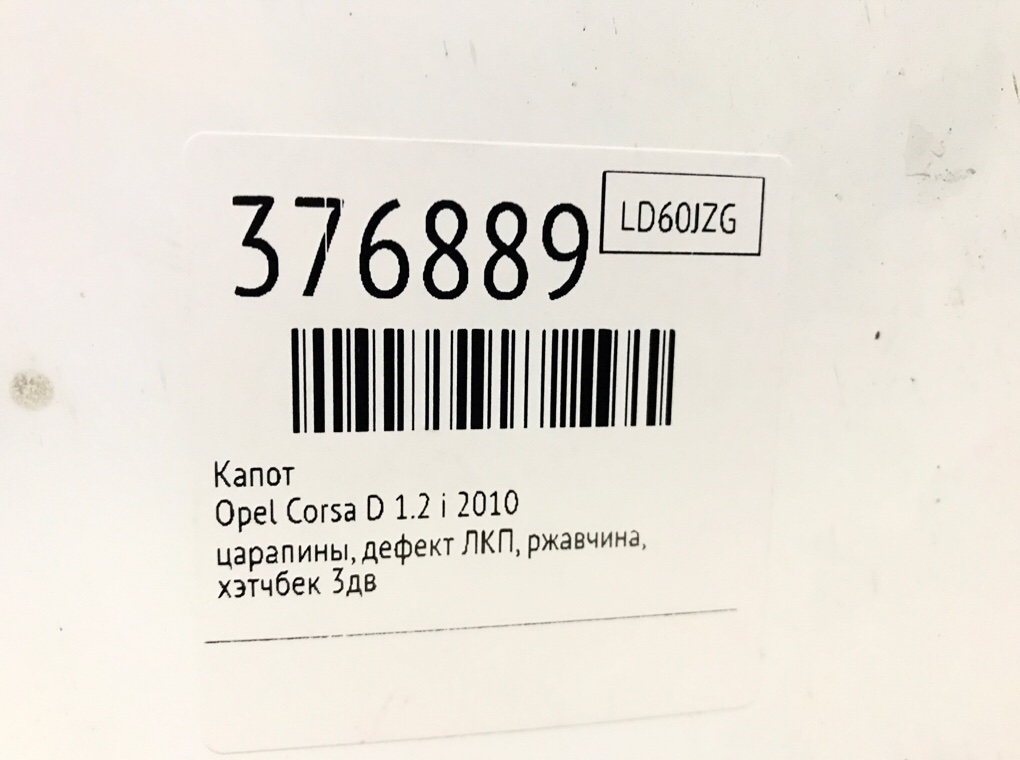 376889
LD60JZG
Капот
Opel Corsa D 1.2 i 2010
царапины, дефект ЛКП, ржавчина,
хэтчбек 3дв